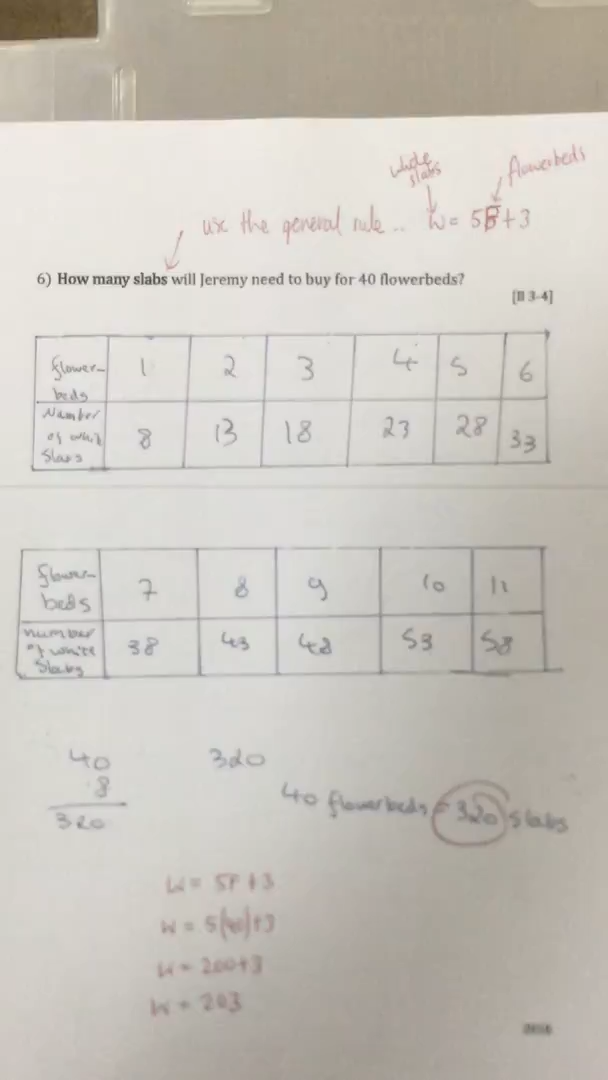 white
slabs
flowerbeds
use the general rule.. W = 5F+3
6) How many slabs will Jeremy need to buy for 40 flowerbeds?
[II 3-4]
flower-beds 1 2 3 4 5 6
Number of white Slabs 8 13 18 23 28 33
flower-beds 7 8 9 10 11
number of white Slabs 38 43 48 53 58
40
8
320
320
40 flowerbeds = 320 slabs
W = 5F+3
W = 5(40)+3
W = 200+3
W = 203